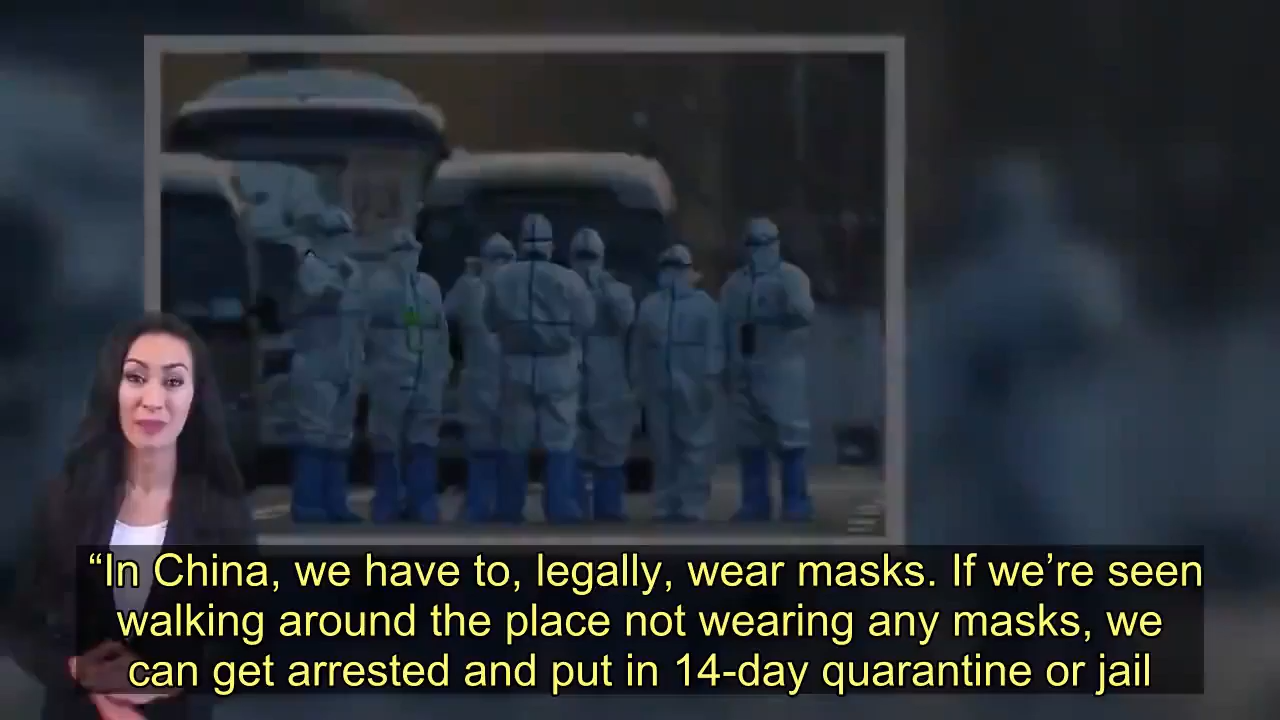 “In China, we have to, legally, wear masks. If we’re seen
walking around the place not wearing any masks, we
can get arrested and put in 14-day quarantine or jail